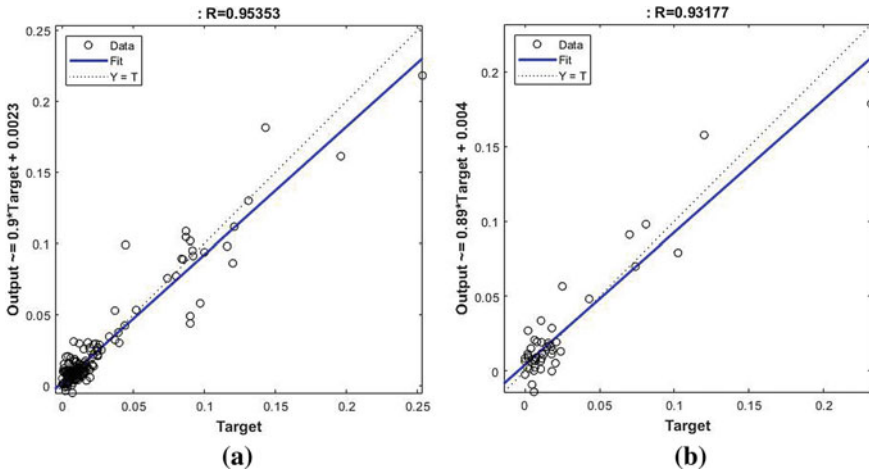 : R=0.95353
Data
Fit
Y = T
Output ~= 0.9*Target + 0.0023
0.25
0.2
0.15
0.1
0.05
0
0 0.05 0.1 0.15 0.2 0.25
Target
(a)
: R=0.93177
Data
Fit
Y = T
Output ~= 0.89*Target + 0.004
0.2
0.15
0.1
0.05
0
0 0.05 0.1 0.15 0.2
Target
(b)